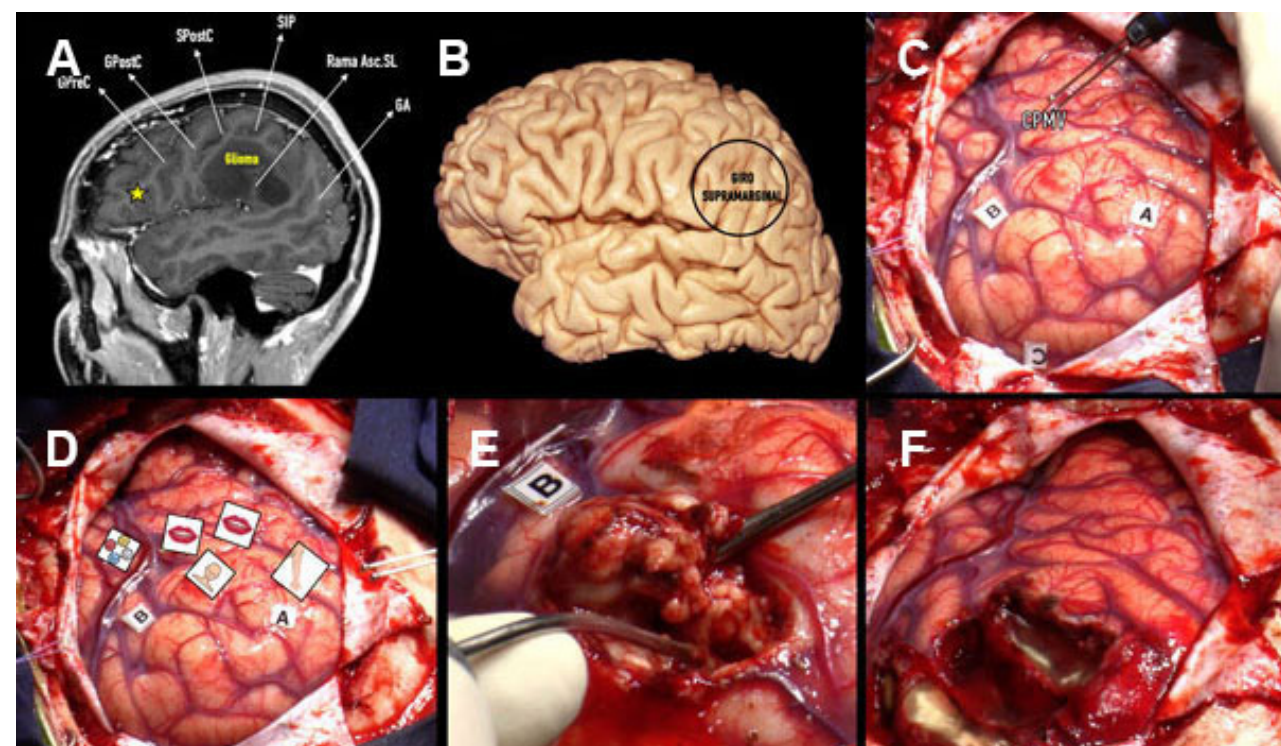 A
GPreC
GPostC
SPostC
SIP
Rama Asc.SL
GA
Glioma
B
GIRO
SUPRAMARGINAL
C
CPMV
B
A
C
D
B
A
E
B
F